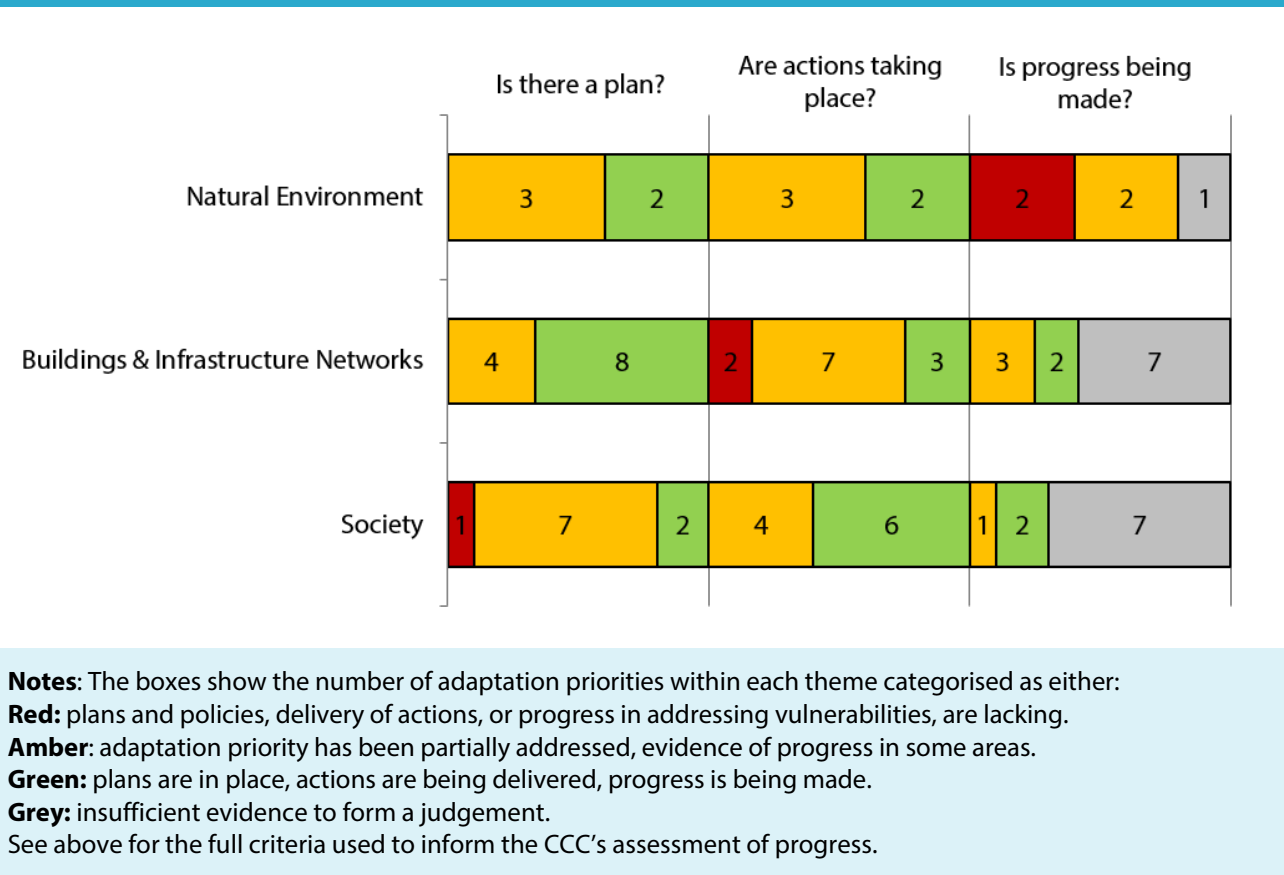 Is there a plan?
Are actions taking
place?
Is progress being
made?
Natural Environment
3 2 3 2 2 2 1
Buildings & Infrastructure Networks
4 8 2 7 3 3 2 7
Society
1 7 2 4 6 1 2 7
Notes: The boxes show the number of adaptation priorities within each theme categorised as either:
Red: plans and policies, delivery of actions, or progress in addressing vulnerabilities, are lacking.
Amber: adaptation priority has been partially addressed, evidence of progress in some areas.
Green: plans are in place, actions are being delivered, progress is being made.
Grey: insufficient evidence to form a judgement.
See above for the full criteria used to inform the CCC’s assessment of progress.